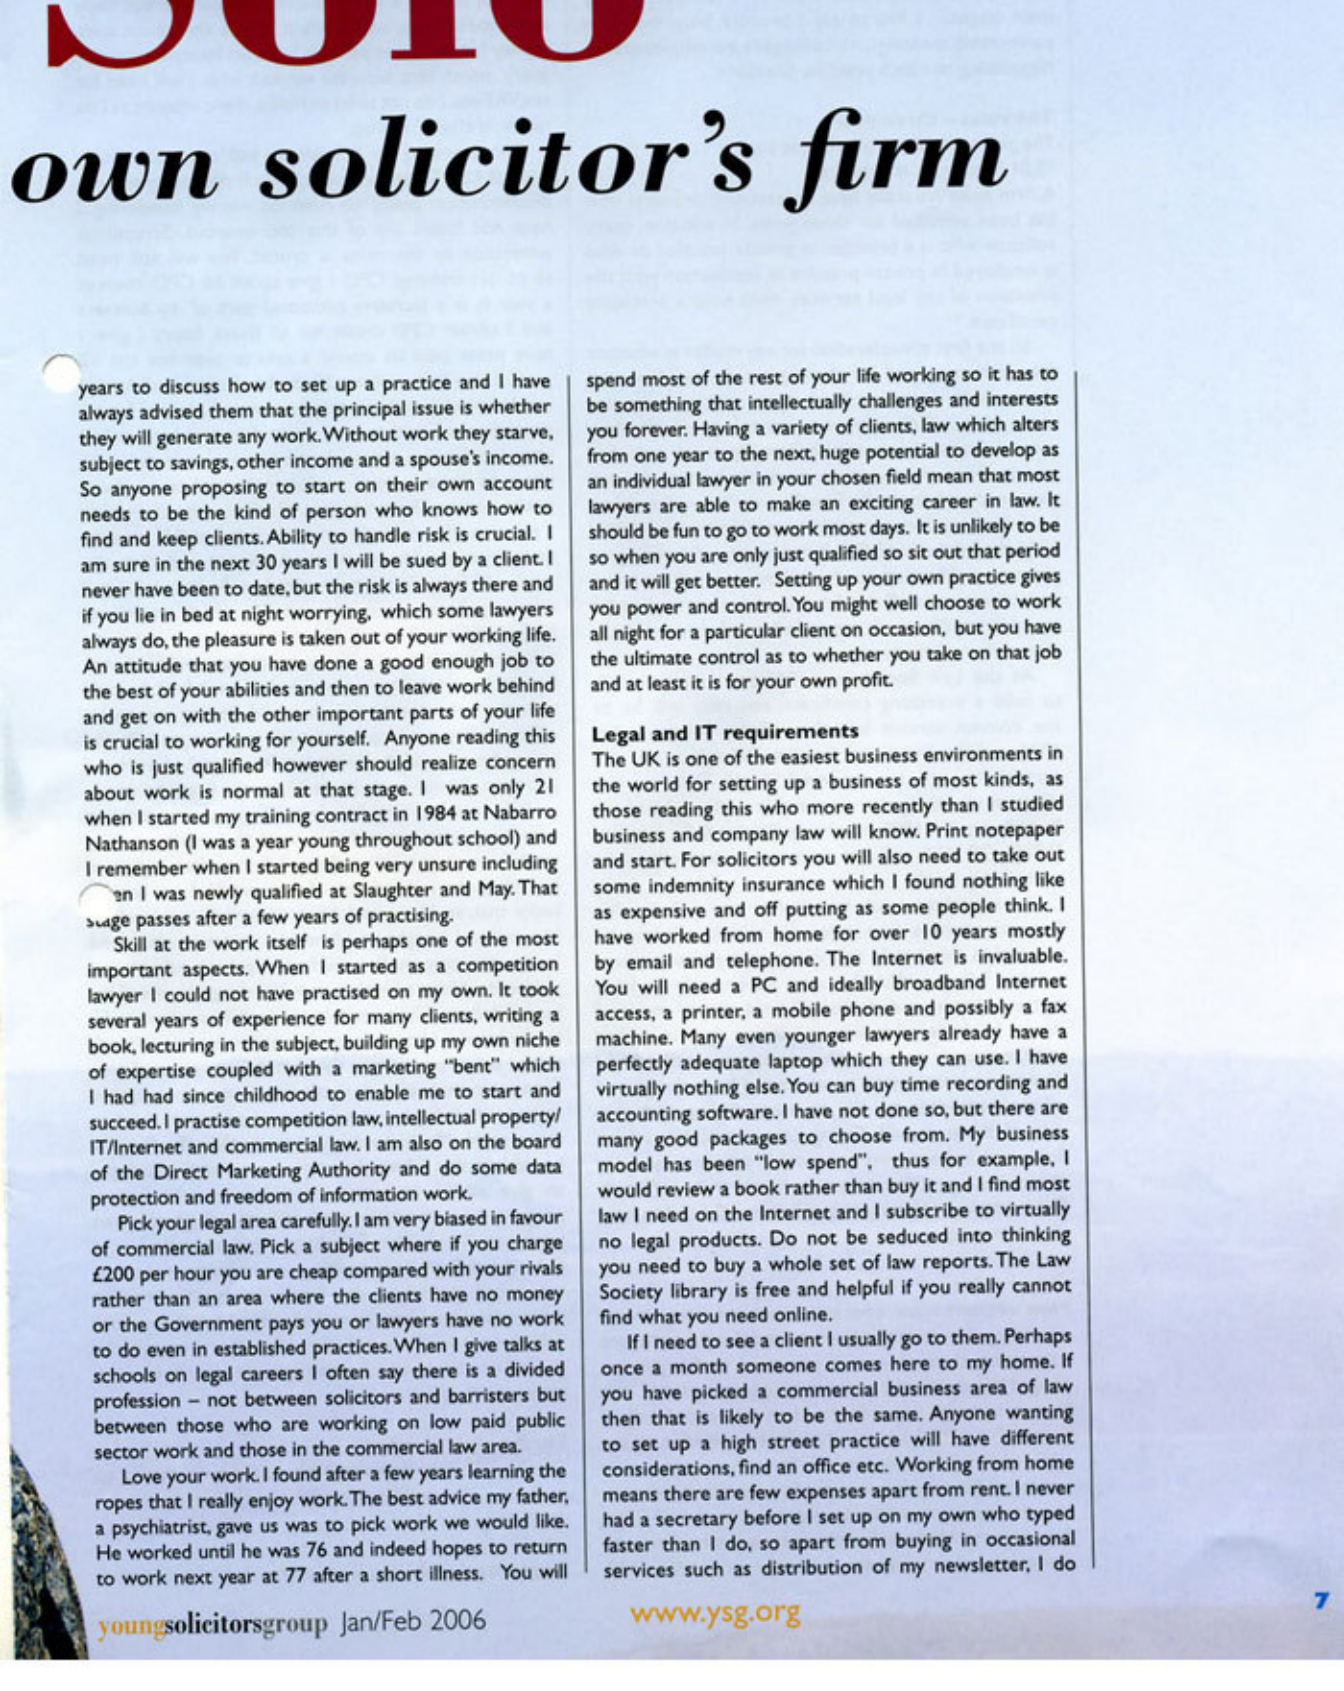 Solo
own solicitor's firm
years to discuss how to set up a practice and I have
always advised them that the principal issue is whether
they will generate any work. Without work they starve,
subject to savings, other income and a spouse's income.
So anyone proposing to start on their own account
needs to be the kind of person who knows how to
find and keep clients. Ability to handle risk is crucial. I
am sure in the next 30 years I will be sued by a client. I
never have been to date, but the risk is always there and
if you lie in bed at night worrying, which some lawyers
always do, the pleasure is taken out of your working life.
An attitude that you have done a good enough job to
the best of your abilities and then to leave work behind
and get on with the other important parts of your life
is crucial to working for yourself. Anyone reading this
who is just qualified however should realize concern
about work is normal at that stage. I was only 21
when I started my training contract in 1984 at Nabarro
Nathanson (I was a year young throughout school) and
I remember when I started being very unsure including
en I was newly qualified at Slaughter and May. That
stage passes after a few years of practising.
Skill at the work itself is perhaps one of the most
important aspects. When I started as a competition
lawyer I could not have practised on my own. It took
several years of experience for many clients, writing a
book, lecturing in the subject, building up my own niche
of expertise coupled with a marketing "bent" which
I had had since childhood to enable me to start and
succeed. I practise competition law, intellectual property/
IT/Internet and commercial law. I am also on the board
of the Direct Marketing Authority and do some data
protection and freedom of information work.
Pick your legal area carefully. I am very biased in favour
of commercial law. Pick a subject where if you charge
£200 per hour you are cheap compared with your rivals
rather than an area where the clients have no money
or the Government pays you or lawyers have no work
to do even in established practices. When I give talks at
schools on legal careers I often say there is a divided
profession – not between solicitors and barristers but
between those who are working on low paid public
sector work and those in the commercial law area.
Love your work. I found after a few years learning the
ropes that I really enjoy work. The best advice my father,
a psychiatrist, gave us was to pick work we would like.
He worked until he was 76 and indeed hopes to return
to work next year at 77 after a short illness. You will
spend most of the rest of your life working so it has to
be something that intellectually challenges and interests
you forever. Having a variety of clients, law which alters
from one year to the next, huge potential to develop as
an individual lawyer in your chosen field mean that most
lawyers are able to make an exciting career in law. It
should be fun to go to work most days. It is unlikely to be
so when you are only just qualified so sit out that period
and it will get better. Setting up your own practice gives
you power and control. You might well choose to work
all night for a particular client on occasion, but you have
the ultimate control as to whether you take on that job
and at least it is for your own profit.
Legal and IT requirements
The UK is one of the easiest business environments in
the world for setting up a business of most kinds, as
those reading this who more recently than I studied
business and company law will know. Print notepaper
and start. For solicitors you will also need to take out
some indemnity insurance which I found nothing like
as expensive and off putting as some people think. I
have worked from home for over 10 years mostly
by email and telephone. The Internet is invaluable.
You will need a PC and ideally broadband Internet
access, a printer, a mobile phone and possibly a fax
machine. Many even younger lawyers already have a
perfectly adequate laptop which they can use. I have
virtually nothing else. You can buy time recording and
accounting software. I have not done so, but there are
many good packages to choose from. My business
model has been "low spend", thus for example, I
would review a book rather than buy it and I find most
law I need on the Internet and I subscribe to virtually
no legal products. Do not be seduced into thinking
you need to buy a whole set of law reports. The Law
Society library is free and helpful if you really cannot
find what you need online.
If I need to see a client I usually go to them. Perhaps
once a month someone comes here to my home. If
you have picked a commercial business area of law
then that is likely to be the same. Anyone wanting
to set up a high street practice will have different
considerations, find an office etc. Working from home
means there are few expenses apart from rent. I never
had a secretary before I set up on my own who typed
faster than I do, so apart from buying in occasional
services such as distribution of my newsletter, I do
youngsolicitorsgroup Jan/Feb 2006
www.ysg.org
7